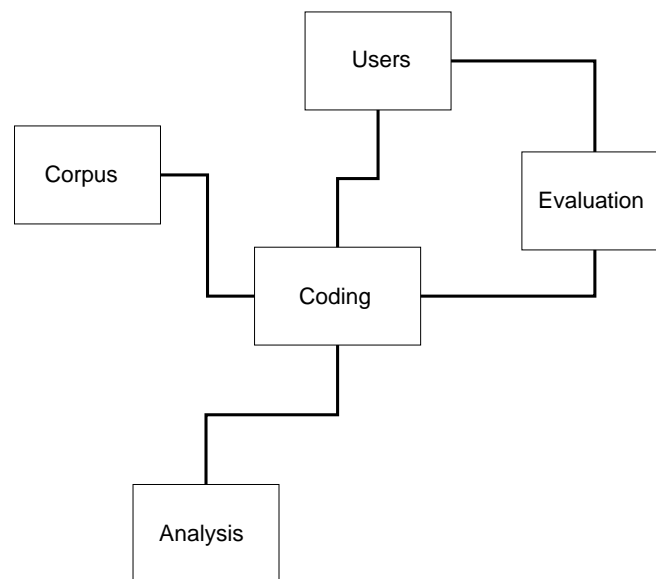 Users
Corpus
Evaluation
Coding
Analysis